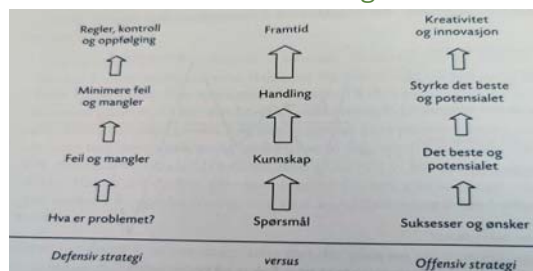 Regler, kontroll
og oppfølging
Framtid
Kreativitet
og innovasjon
Minimere feil
og mangler
Handling
Styrke det beste
og potensialet
Feil og mangler
Kunnskap
Det beste og
potensialet
Hva er problemet?
Spørsmål
Suksesser og ønsker
Defensiv strategi
versus
Offensiv strategi